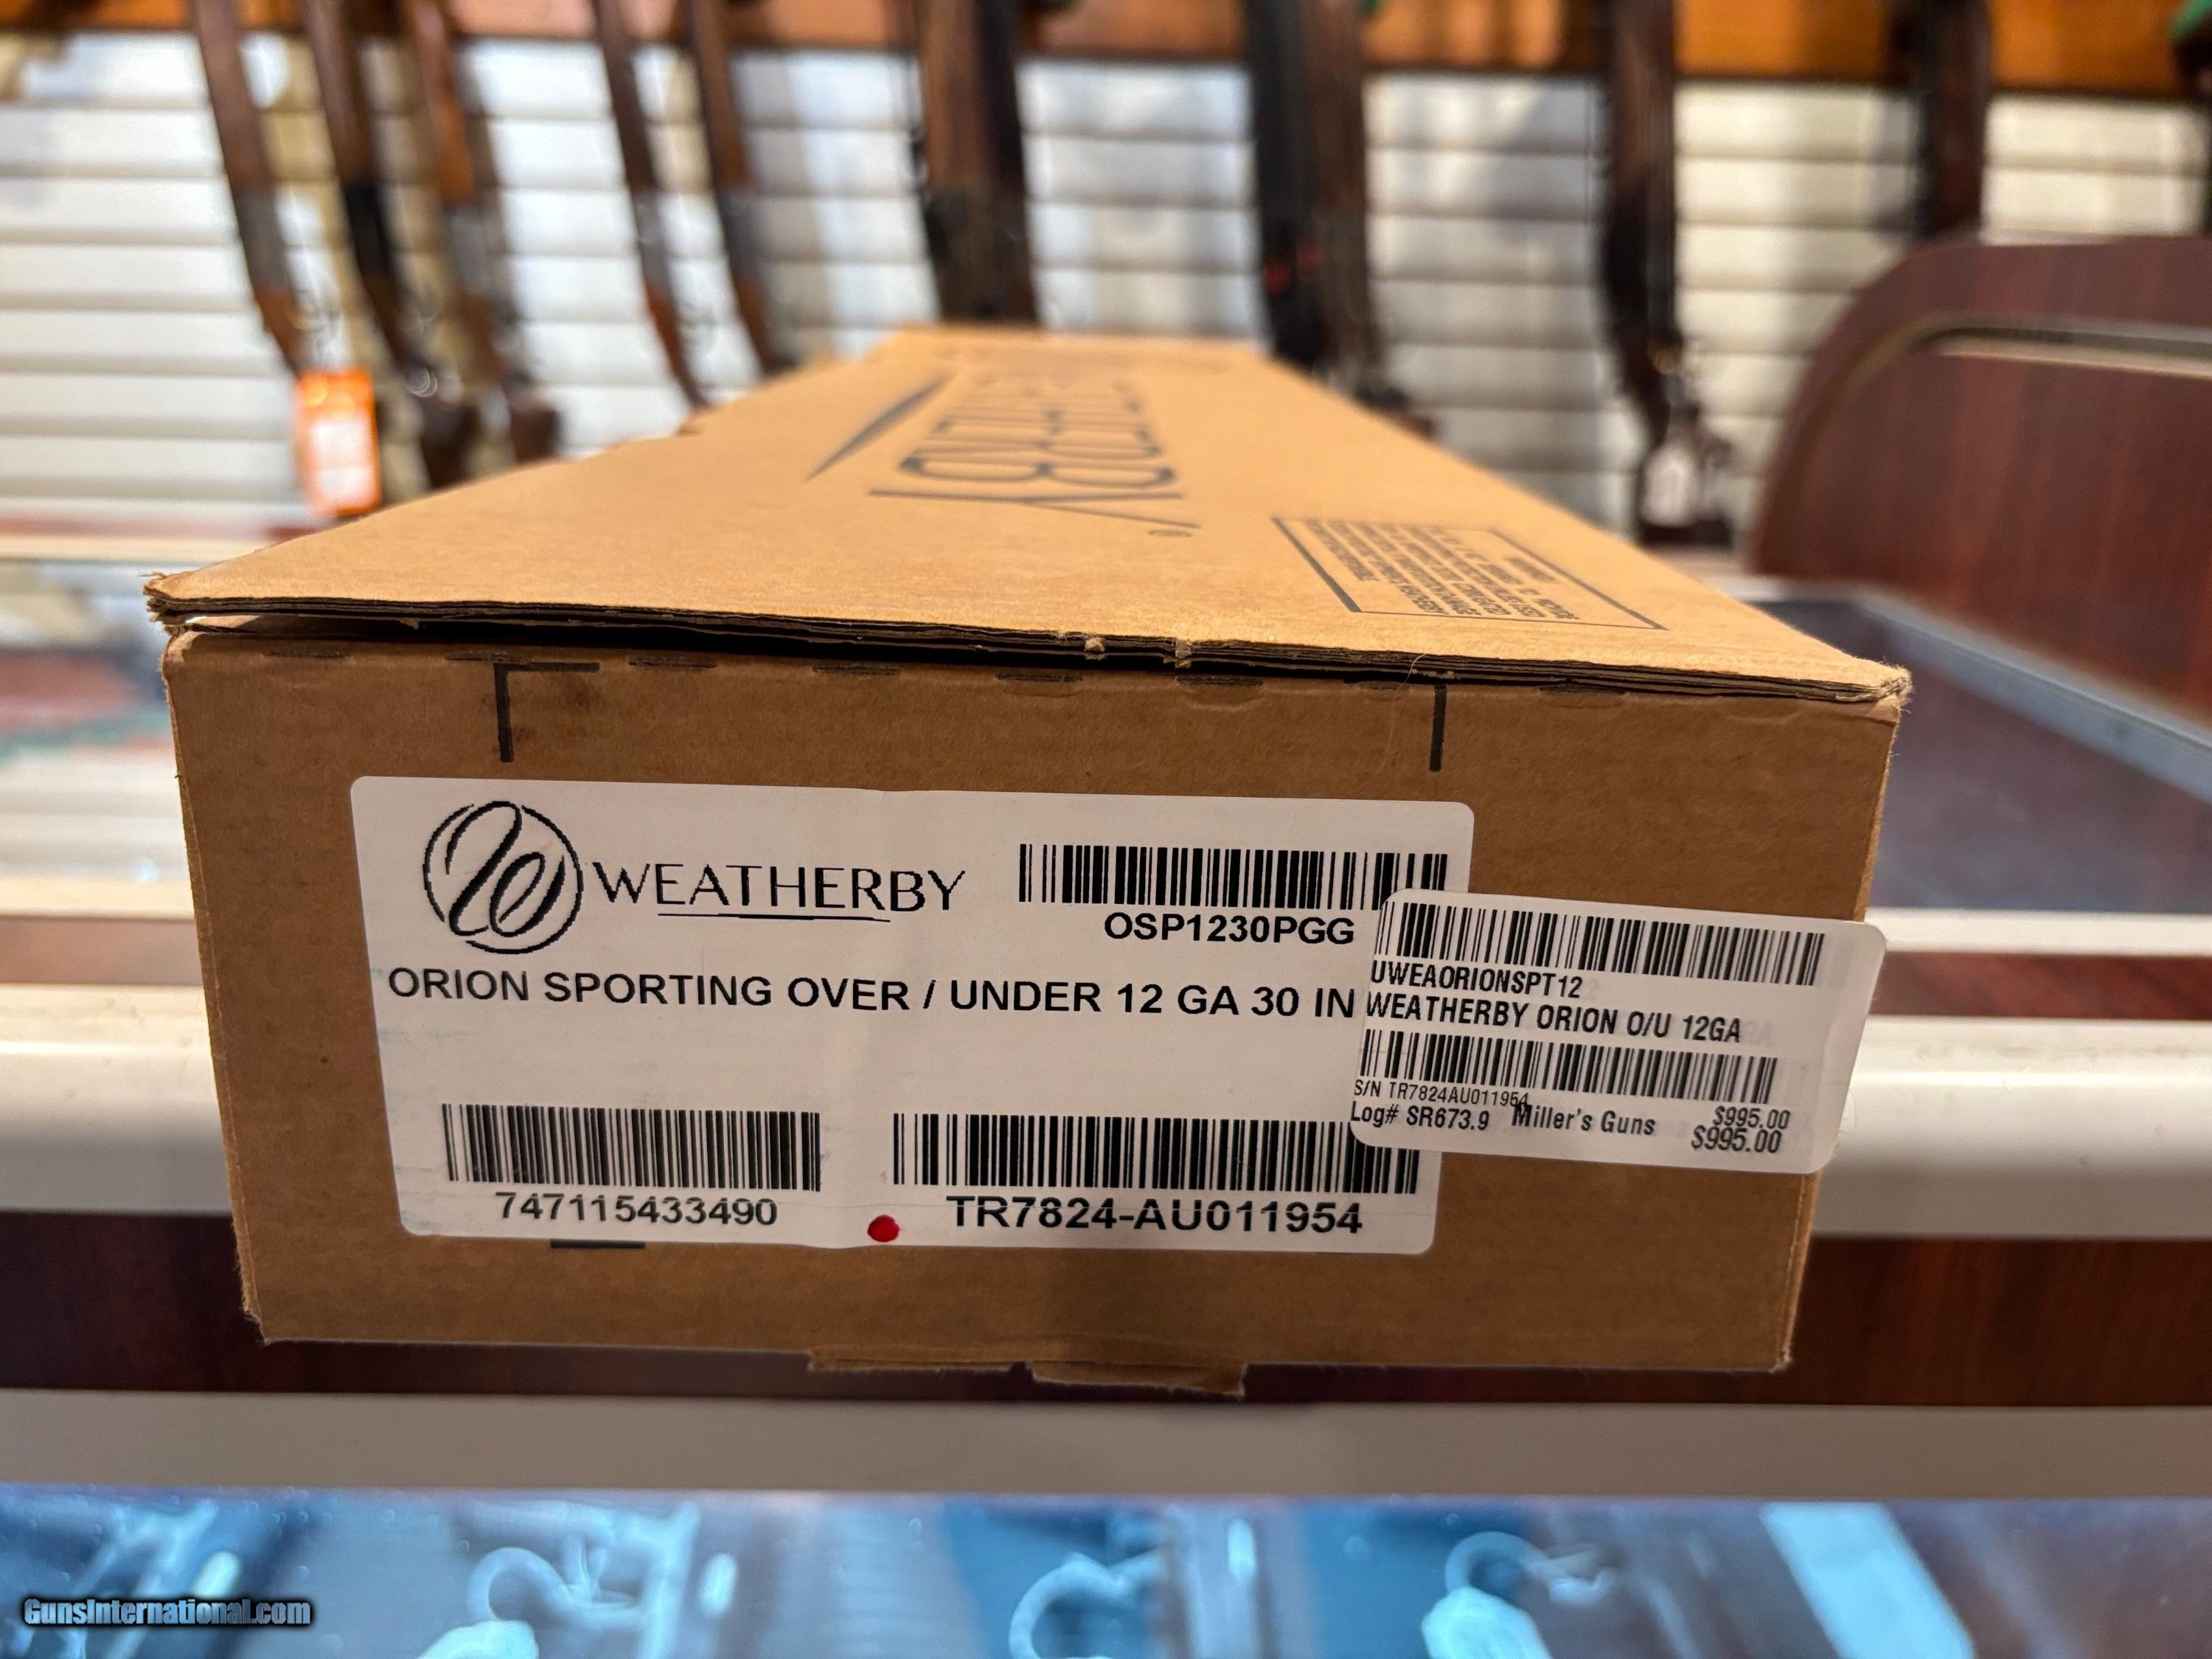 WEATHERBY®
WEATHERBY
OSP1230PGG
ORION SPORTING OVER / UNDER 12 GA 30 IN
747115433490
TR7824-AU011954
UWEAORIONSPT12
WEATHERBY ORION O/U 12GA
S/N TR7824AU011954
Log# SR673.9 Miller's Guns $995.00
$995.00
GunsInternational.com